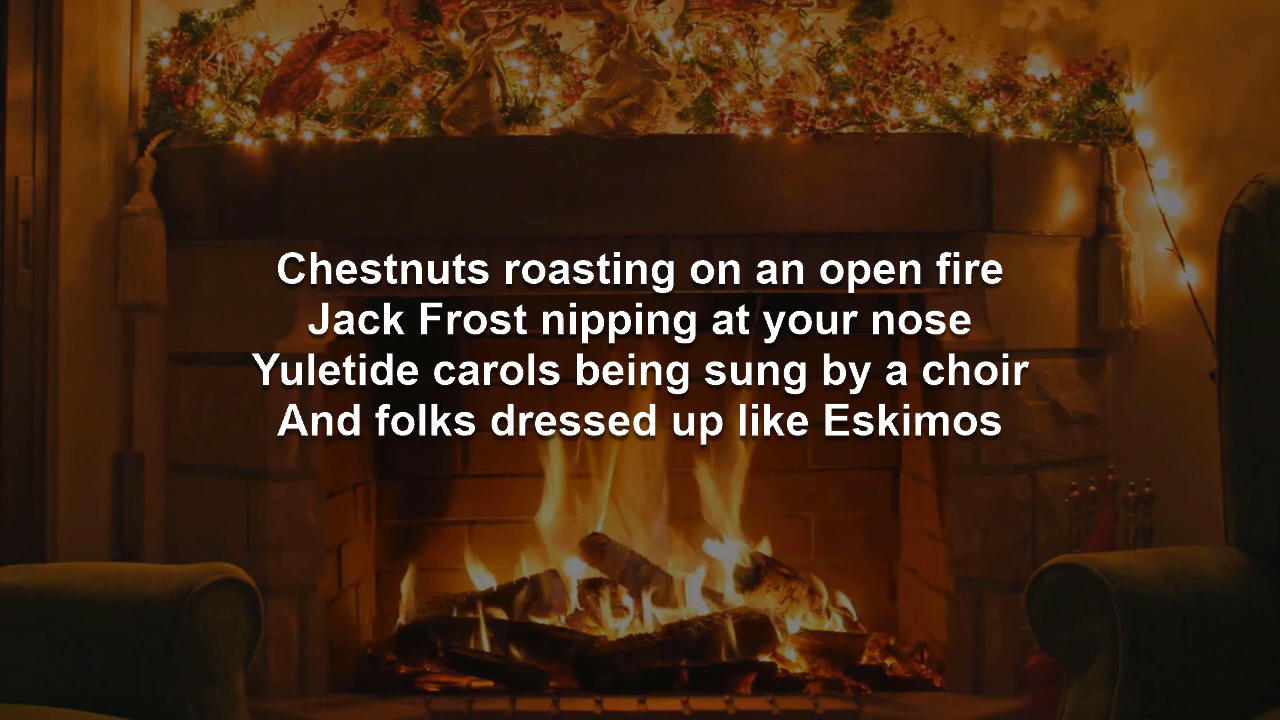 Chestnuts roasting on an open fire
Jack Frost nipping at your nose
Yuletide carols being sung by a choir
And folks dressed up like Eskimos